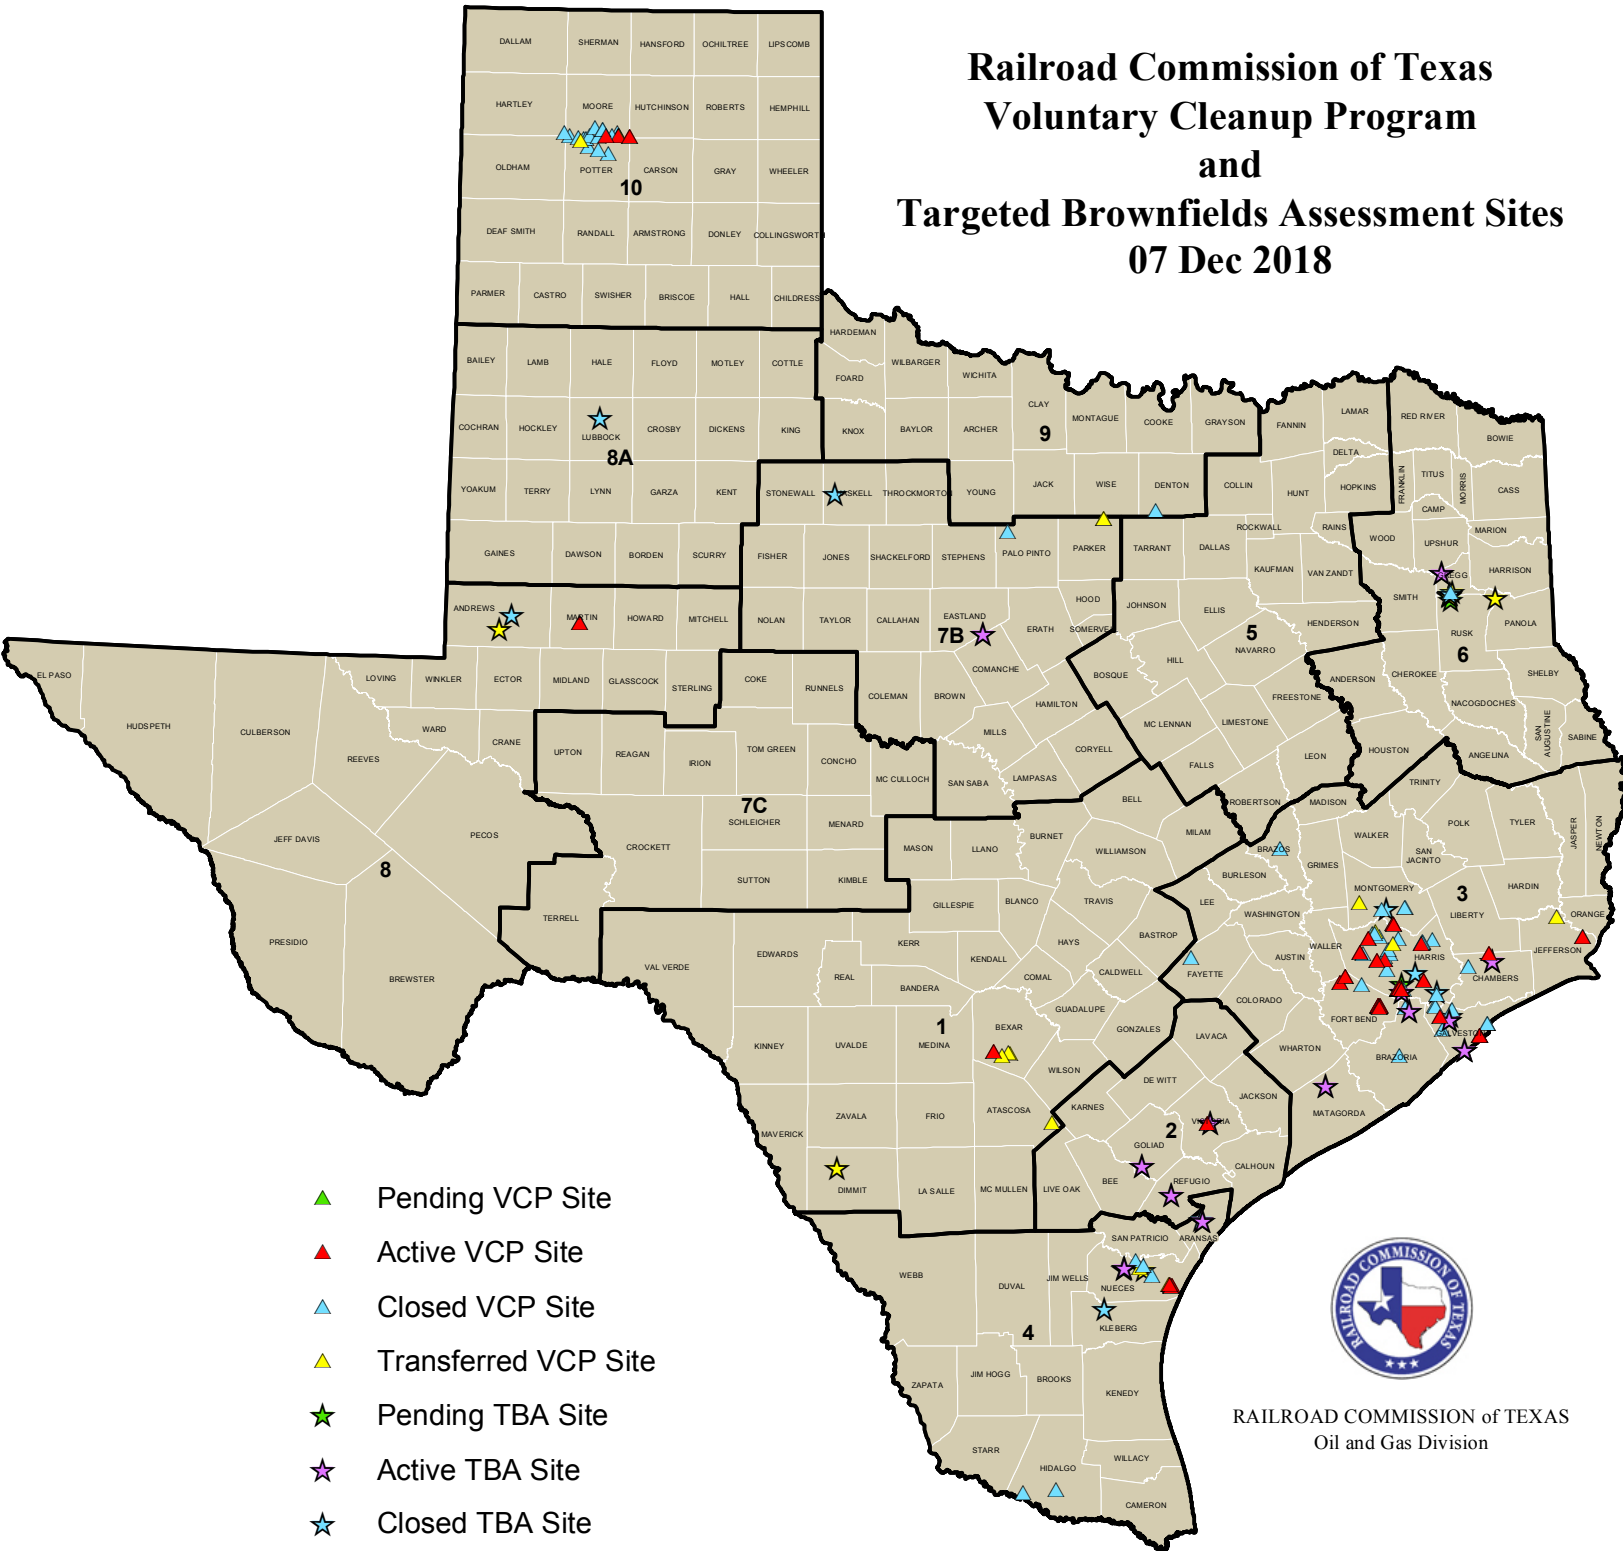 Railroad Commission of Texas
Voluntary Cleanup Program
and
Targeted Brownfields Assessment Sites
07 Dec 2018
DALLAM SHERMAN HANSFORD OCHILTREE LIPSCOMB
HARTLEY MOORE HUTCHINSON ROBERTS HEMPHILL
OLDHAM POTTER CARSON GRAY WHEELER
10
DEAF SMITH RANDALL ARMSTRONG DONLEY COLLINGSWORTH
PARMER CASTRO SWISHER BRISCOE HALL CHILDRESS
HARDEMAN
BAILEY LAMB HALE FLOYD MOTLEY COTTLE
FOARD WILBARGER WICHITA
CLAY MONTAGUE COOKE GRAYSON FANNIN LAMAR RED RIVER BOWIE
COCHRAN HOCKLEY LUBBOCK CROSBY DICKENS KING KNOX BAYLOR ARCHER
9
8A
DELTA
YOAKUM TERRY LYNN GARZA KENT STONEWALL HASKELL THROCKMORTON YOUNG JACK WISE DENTON COLLIN HUNT HOPKINS FRANKLIN TITUS MORRIS CASS
CAMP
ROCKWALL RAINS WOOD UPSHUR MARION
GAINES DAWSON BORDEN SCURRY FISHER JONES SHACKELFORD STEPHENS PALO PINTO PARKER TARRANT DALLAS KAUFMAN VAN ZANDT SMITH GREGG HARRISON
ANDREWS MARTIN HOWARD MITCHELL NOLAN TAYLOR CALLAHAN EASTLAND ERATH HOOD SOMERVELL JOHNSON ELLIS HENDERSON RUSK PANOLA
7B
5
6
NAVARRO
EL PASO LOVING WINKLER ECTOR MIDLAND GLASSCOCK STERLING COKE RUNNELS COLEMAN BROWN COMANCHE BOSQUE HILL FREESTONE ANDERSON CHEROKEE SHELBY
HAMILTON NACOGDOCHES
HUDSPETH CULBERSON REEVES WARD CRANE UPTON REAGAN IRION TOM GREEN CONCHO MC CULLOCH MILLS CORYELL MC LENNAN LIMESTONE LEON HOUSTON ANGELINA SAN AUGUSTINE SABINE
SAN SABA LAMPASAS FALLS TRINITY
7C
JEFF DAVIS PECOS CROCKETT SCHLEICHER MENARD MASON LLANO BURNET BELL MILAM ROBERTSON MADISON WALKER POLK TYLER JASPER NEWTON
8
SUTTON KIMBLE WILLIAMSON BRAZOS GRIMES SAN JACINTO
BURLESON MONTGOMERY HARDIN
3
TERRELL GILLESPIE BLANCO TRAVIS LEE WASHINGTON LIBERTY ORANGE
PRESIDIO BREWSTER VAL VERDE EDWARDS KERR HAYS BASTROP WALLER HARRIS JEFFERSON
REAL KENDALL COMAL CALDWELL FAYETTE AUSTIN CHAMBERS
BANDERA GUADALUPE COLORADO
1
KINNEY UVALDE MEDINA BEXAR GONZALES LAVACA FORT BEND GALVESTON
WILSON WHARTON BRAZORIA
DE WITT JACKSON
MAVERICK ZAVALA FRIO ATASCOSA KARNES VICTORIA MATAGORDA
2
GOLIAD CALHOUN
DIMMIT LA SALLE MC MULLEN LIVE OAK BEE REFUGIO
SAN PATRICIO ARANSAS
WEBB DUVAL JIM WELLS NUECES
KLEBERG
4
ZAPATA JIM HOGG BROOKS KENEDY
STARR HIDALGO WILLACY
CAMERON
Pending VCP Site
Active VCP Site
Closed VCP Site
Transferred VCP Site
Pending TBA Site
Active TBA Site
Closed TBA Site
RAILROAD COMMISSION OF TEXAS
RAILROAD COMMISSION of TEXAS
Oil and Gas Division